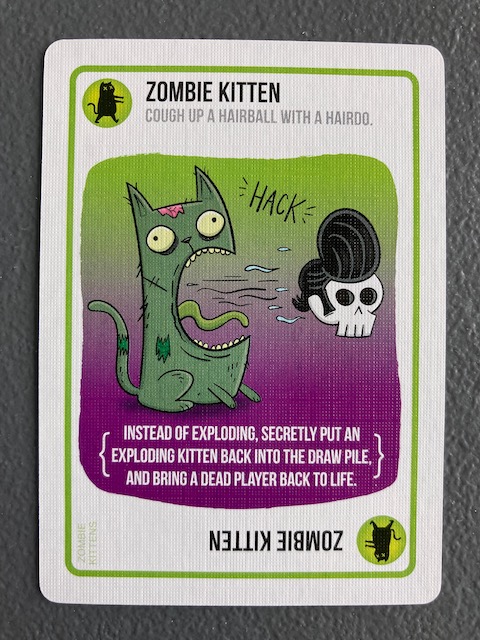 ZOMBIE KITTEN
COUGH UP A HAIRBALL WITH A HAIRDO.
HACK
INSTEAD OF EXPLODING, SECRETLY PUT AN
EXPLODING KITTEN BACK INTO THE DRAW PILE,
AND BRING A DEAD PLAYER BACK TO LIFE.
ZOMBIE
KITTENS
ZOMBIE KITTEN